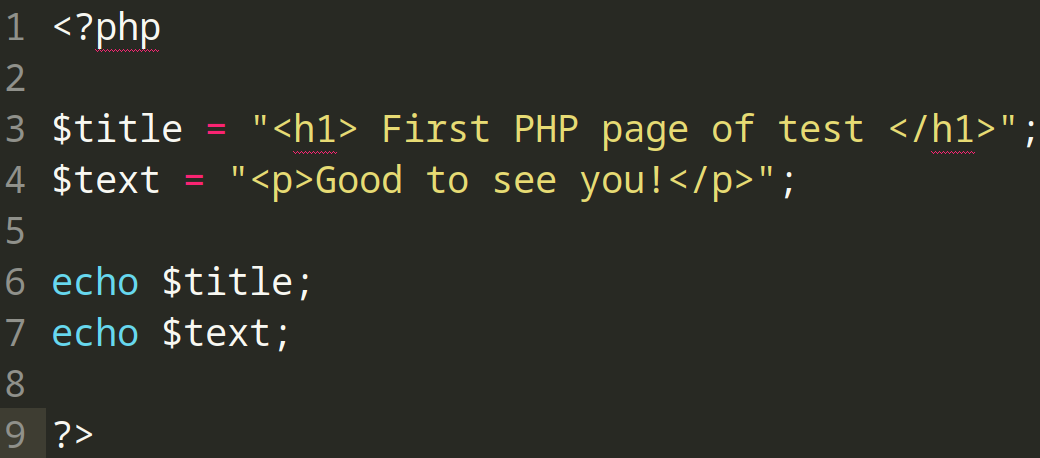 1 <?php
2
3 $title = "<h1> First PHP page of test </h1>";
4 $text = "<p>Good to see you!</p>";
5
6 echo $title;
7 echo $text;
8
9 ?>